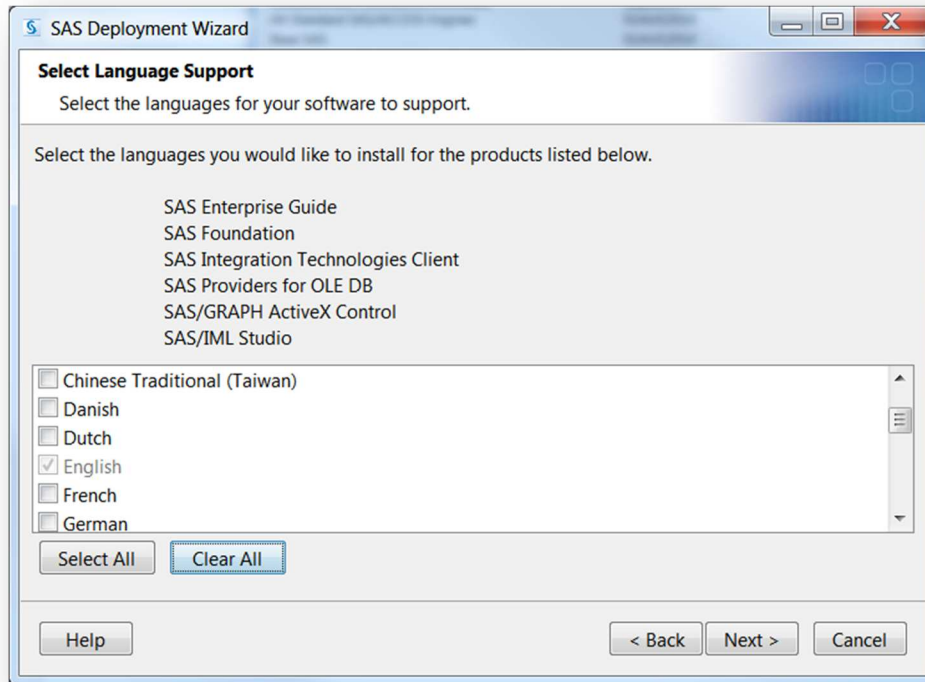 SAS Deployment Wizard
Select Language Support
Select the languages for your software to support.
Select the languages you would like to install for the products listed below.
SAS Enterprise Guide
SAS Foundation
SAS Integration Technologies Client
SAS Providers for OLE DB
SAS/GRAPH ActiveX Control
SAS/IML Studio
Chinese Traditional (Taiwan)
Danish
Dutch
English
French
German
Select All Clear All
Help < Back Next > Cancel